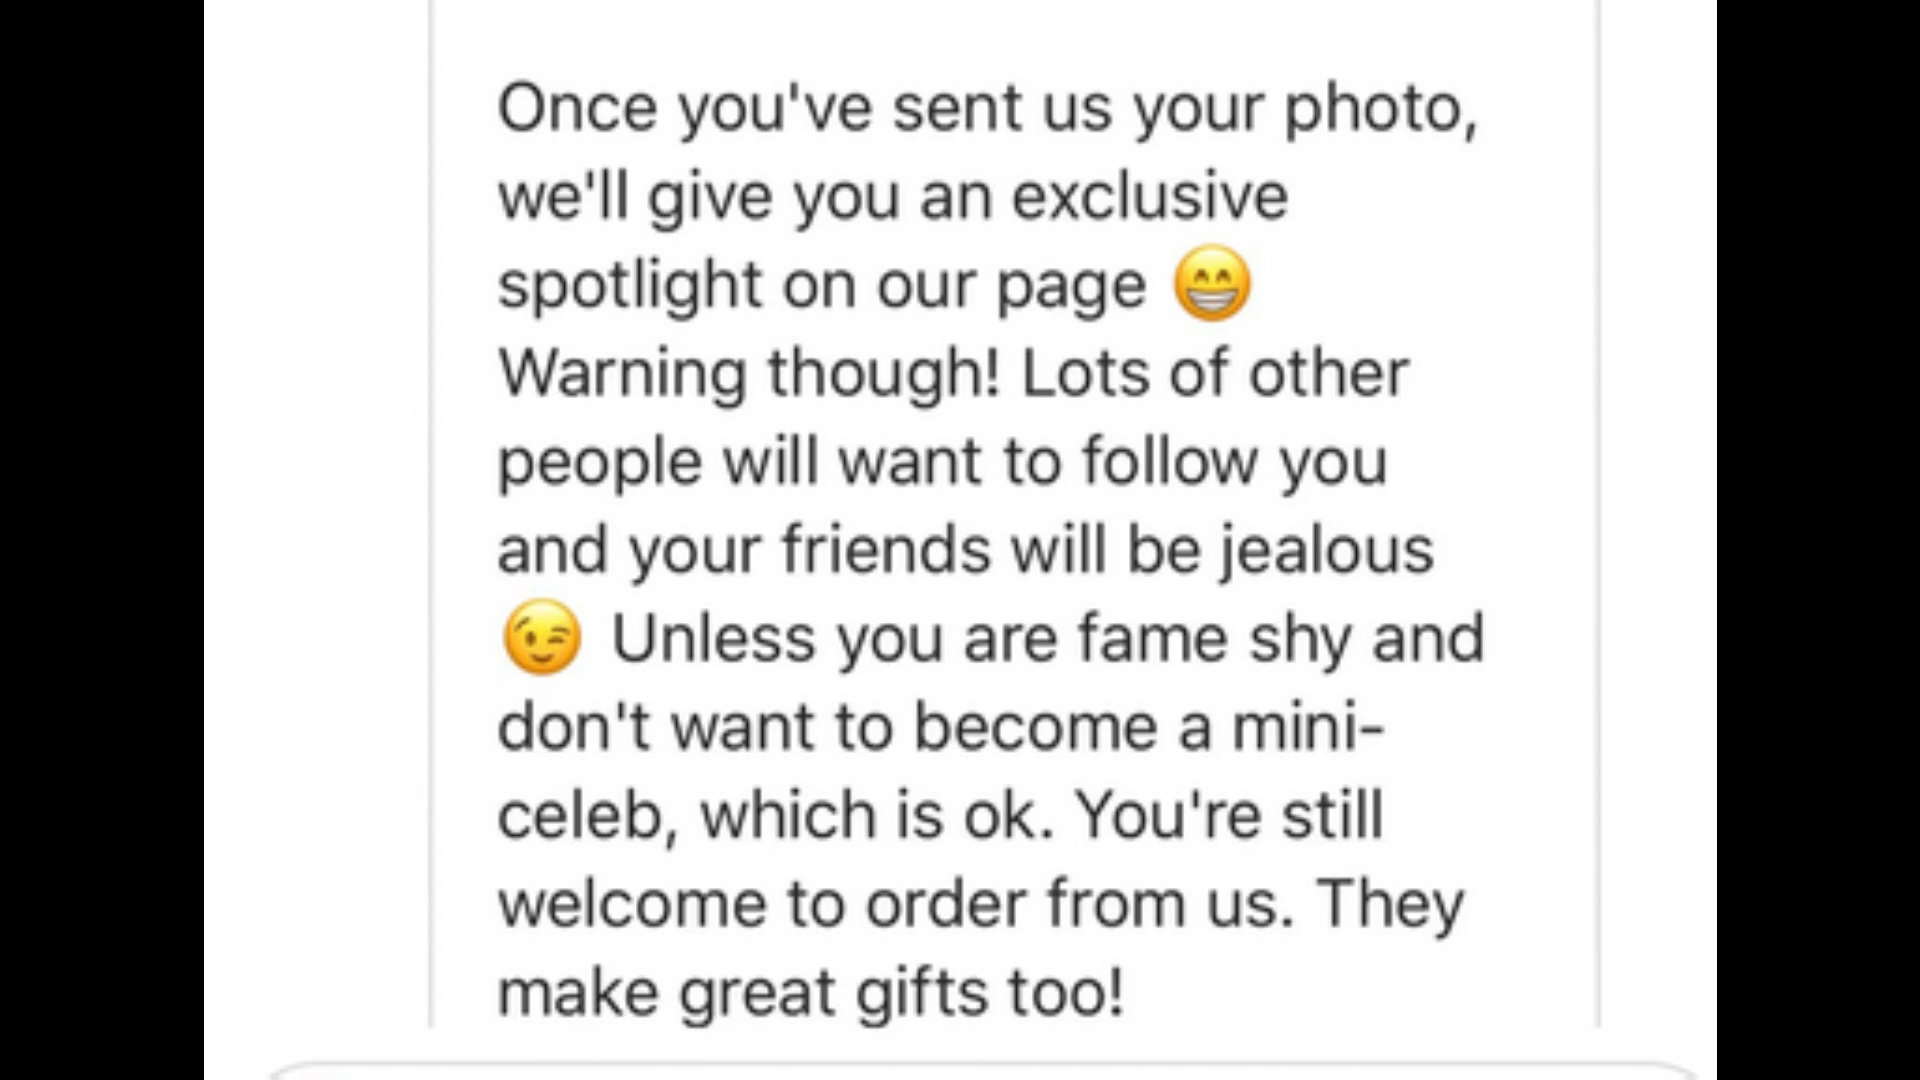 Once you've sent us your photo,
we'll give you an exclusive
spotlight on our page 😁
Warning though! Lots of other
people will want to follow you
and your friends will be jealous
😉 Unless you are fame shy and
don't want to become a mini-
celeb, which is ok. You're still
welcome to order from us. They
make great gifts too!